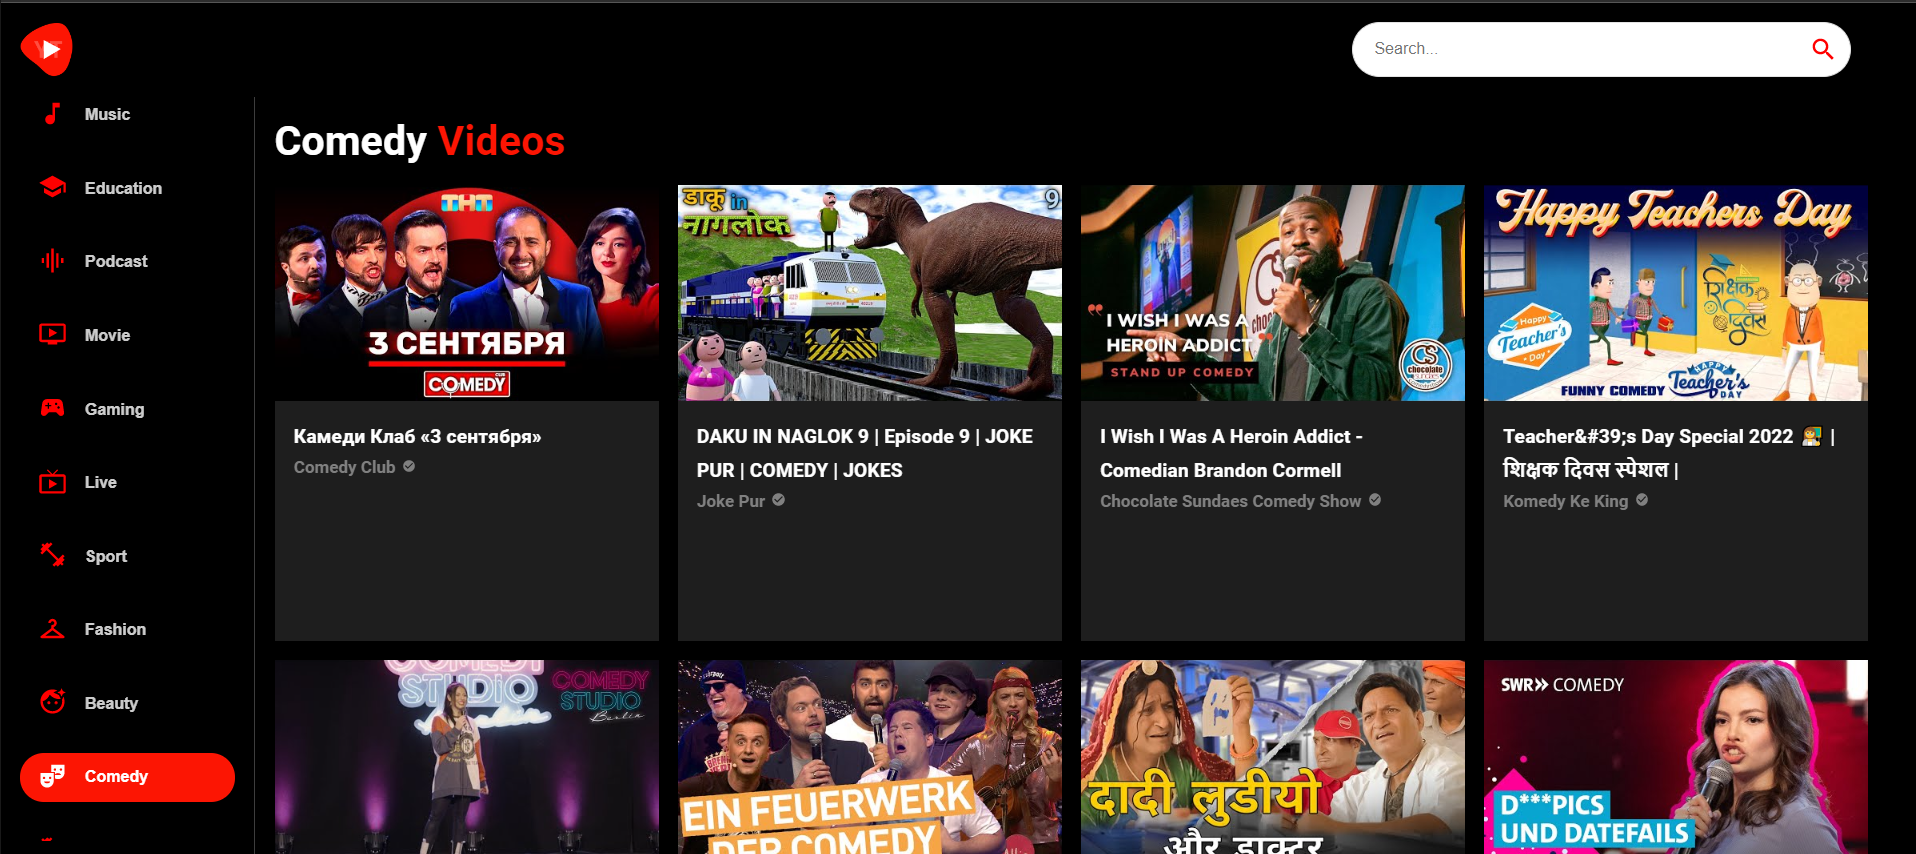 YT
Search...
Music
Education
Podcast
Movie
Gaming
Live
Sport
Fashion
Beauty
Comedy
Comedy Videos
ТНТ
3 СЕНТЯБРЯ
COMEDY CLUB
Камеди Клаб «3 сентября»
Comedy Club
डाकू in
नागलोक
9
DAKU IN NAGLOK 9 | Episode 9 | JOKE
PUR | COMEDY | JOKES
Joke Pur
I WISH I WAS A
HEROIN ADDICT
STAND UP COMEDY
CS
chocolate
I Wish I Was A Heroin Addict -
Comedian Brandon Cormell
Chocolate Sundaes Comedy Show
Happy Teachers Day
शिक्षक
दिवस
Happy
Teacher's
Day
FUNNY COMEDY
HAPPY
Teacher's
DAY
Teacher&#39;s Day Special 2022 👩‍🏫 |
शिक्षक दिवस स्पेशल |
Komedy Ke King
COMEDY
STUDIO
COMEDY
STUDIO
Berlin
EIN FEUERWERK
DER COMEDY
दादी लुडीयो
और डाक्टर
SWR» COMEDY
D***PICS
UND DATEFAILS